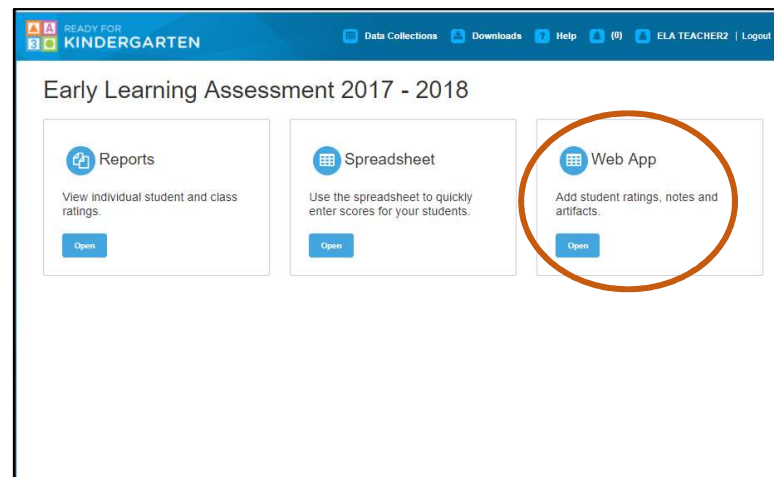 A A
3
READY FOR
KINDERGARTEN
Data Collections Downloads ? Help (0) ELA TEACHER2 | Logout
Early Learning Assessment 2017 - 2018
Reports
View individual student and class
ratings.
Open
Spreadsheet
Use the spreadsheet to quickly
enter scores for your students.
Open
Web App
Add student ratings, notes and
artifacts.
Open